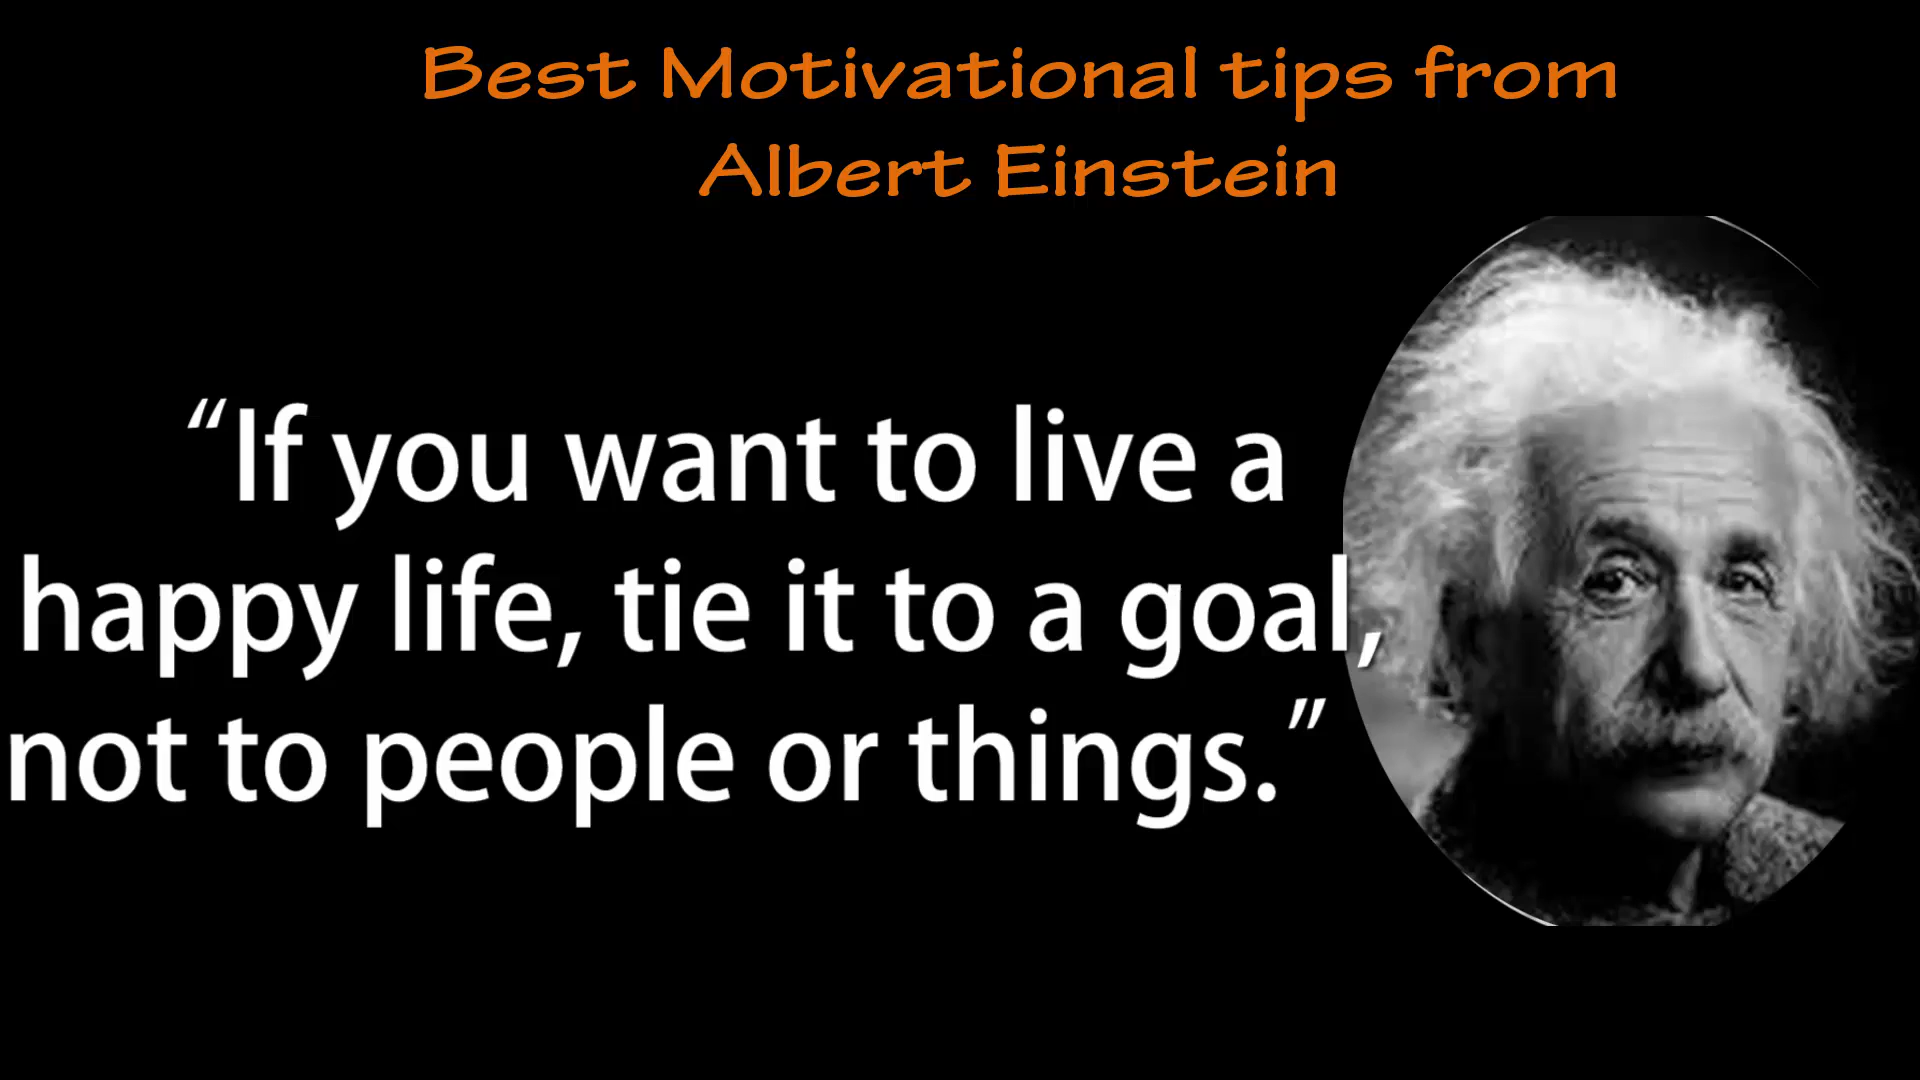 Best Motivational tips from
Albert Einstein
“If you want to live a
happy life, tie it to a goal,
not to people or things.”